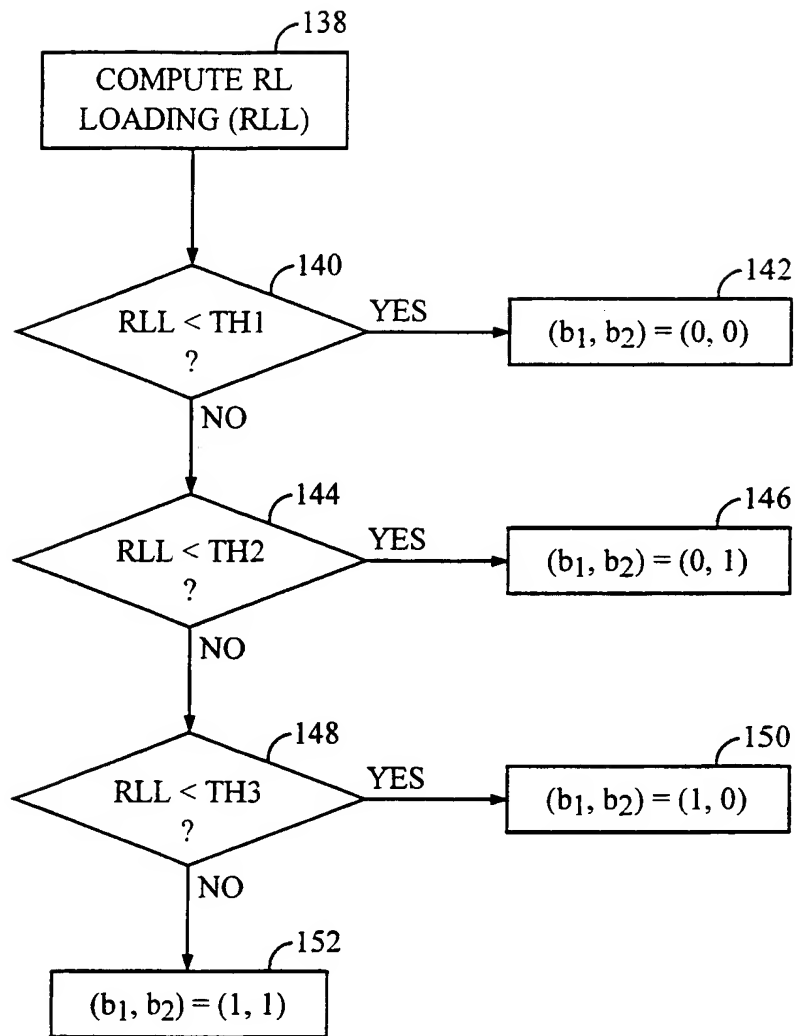 138
COMPUTE RL
LOADING (RLL)
140
RLL < TH1
?
YES
142
(b₁, b₂) = (0, 0)
NO
144
RLL < TH2
?
YES
146
(b₁, b₂) = (0, 1)
NO
148
RLL < TH3
?
YES
150
(b₁, b₂) = (1, 0)
NO
152
(b₁, b₂) = (1, 1)